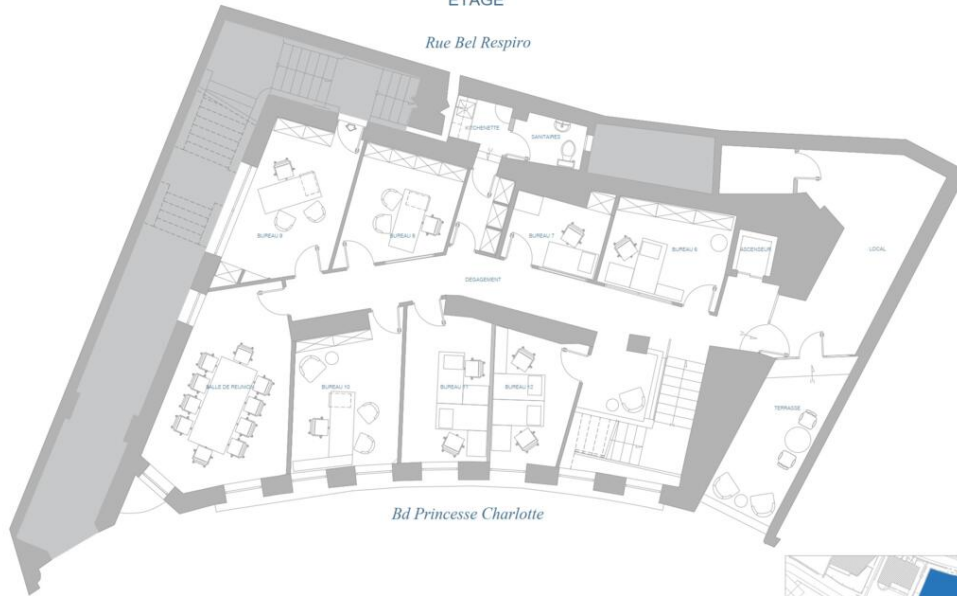 ETAGE
Rue Bel Respiro
KITCHENETTE
SANITAIRES
BUREAU 9
BUREAU 8
BUREAU 7
BUREAU 6
ASCENSEUR
LOCAL
DEGAGEMENT
SALLE DE REUNION
BUREAU 10
BUREAU 11
BUREAU 12
TERRASSE
Bd Princesse Charlotte